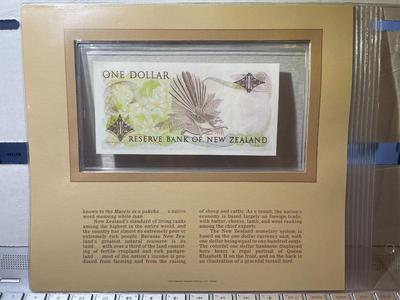 ONE DOLLAR
RESERVE BANK OF NEW ZEALAND
known to the Maoris as a pakeha . . . a native
word meaning white man.
New Zealand's standard of living ranks
among the highest in the entire world, and
the country has almost no extremely poor or
extremely rich people. Because New Zea-
land's greatest natural resource is its
land . . . with over a third of the land consist-
ing of fertile cropland and rich pasture
land . . . most of the nation's income is pro-
duced from farming and from the raising
of sheep and cattle. As a result, the nation's
economy is based largely on foreign trade,
with butter, cheese, lamb, and wool ranking
among the chief exports.
The New Zealand monetary system is
based on the one dollar currency unit, with
one dollar being equal to one hundred cents.
The colorful one dollar banknote displayed
here bears a regal portrait of Queen
Elizabeth II on the front, and on the back is
an illustration of a graceful fantail bird.